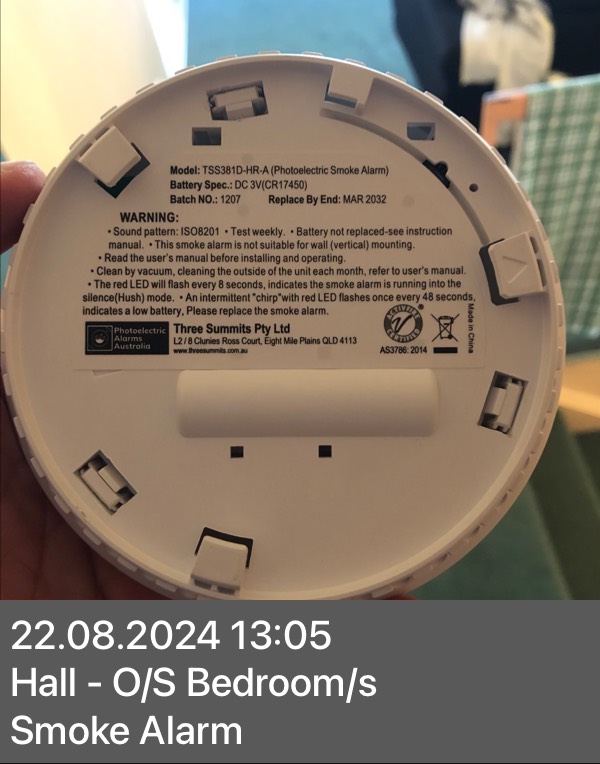 Model: TSS381D-HR-A (Photoelectric Smoke Alarm)
Battery Spec.: DC 3V(CR17450)
Batch NO.: 1207 Replace By End: MAR 2032
WARNING:
• Sound pattern: ISO8201 • Test weekly. • Battery not replaced-see instruction
manual. • This smoke alarm is not suitable for wall (vertical) mounting.
• Read the user's manual before installing and operating.
• Clean by vacuum, cleaning the outside of the unit each month, refer to user's manual.
• The red LED will flash every 8 seconds, indicates the smoke alarm is running into the
silence(Hush) mode. • An intermittent "chirp"with red LED flashes once every 48 seconds,
indicates a low battery, Please replace the smoke alarm.
Photoelectric
Alarms
Australia
Three Summits Pty Ltd
L2 / 8 Clunies Ross Court, Eight Mile Plains QLD 4113
www.threesummits.com.au
AS3786: 2014
Made in China
22.08.2024 13:05
Hall - O/S Bedroom/s
Smoke Alarm